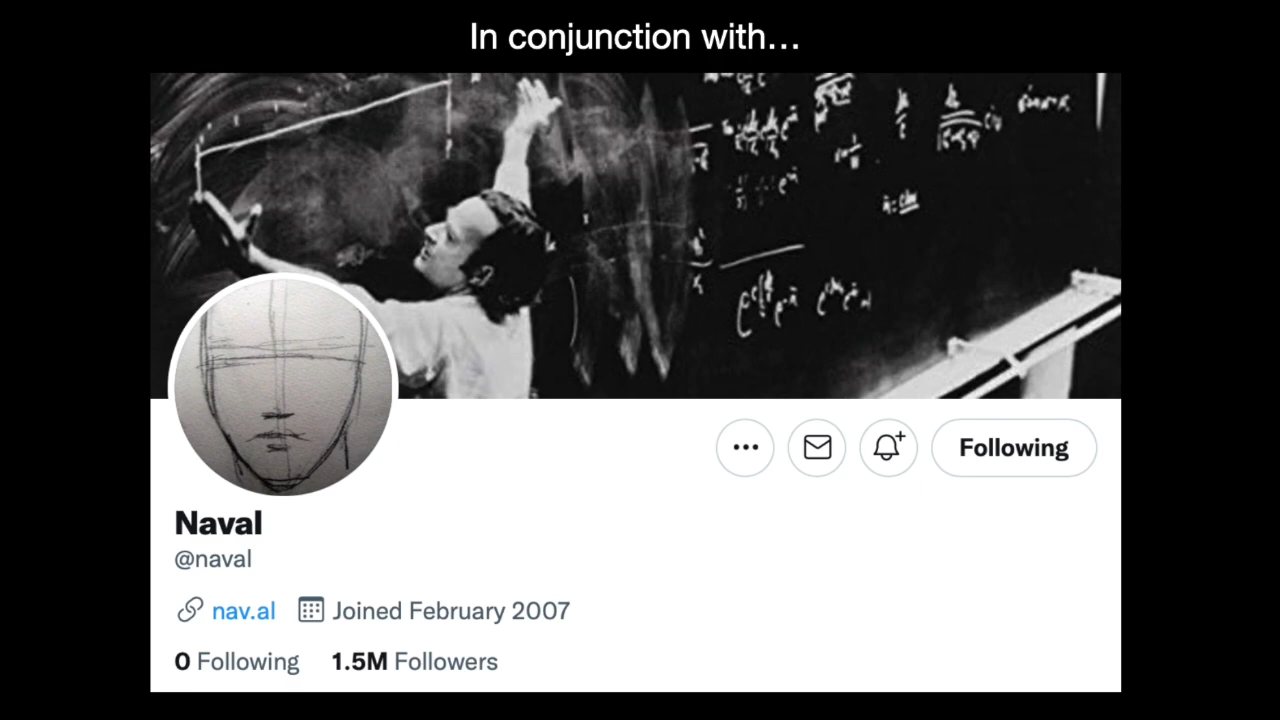 In conjunction with...
Following
Naval
@naval
nav.al Joined February 2007
0 Following 1.5M Followers